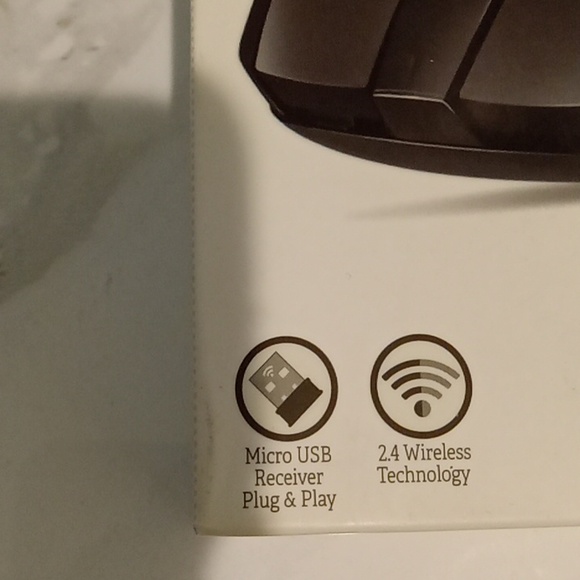 Micro USB
Receiver
Plug & Play
2.4 Wireless
Technology